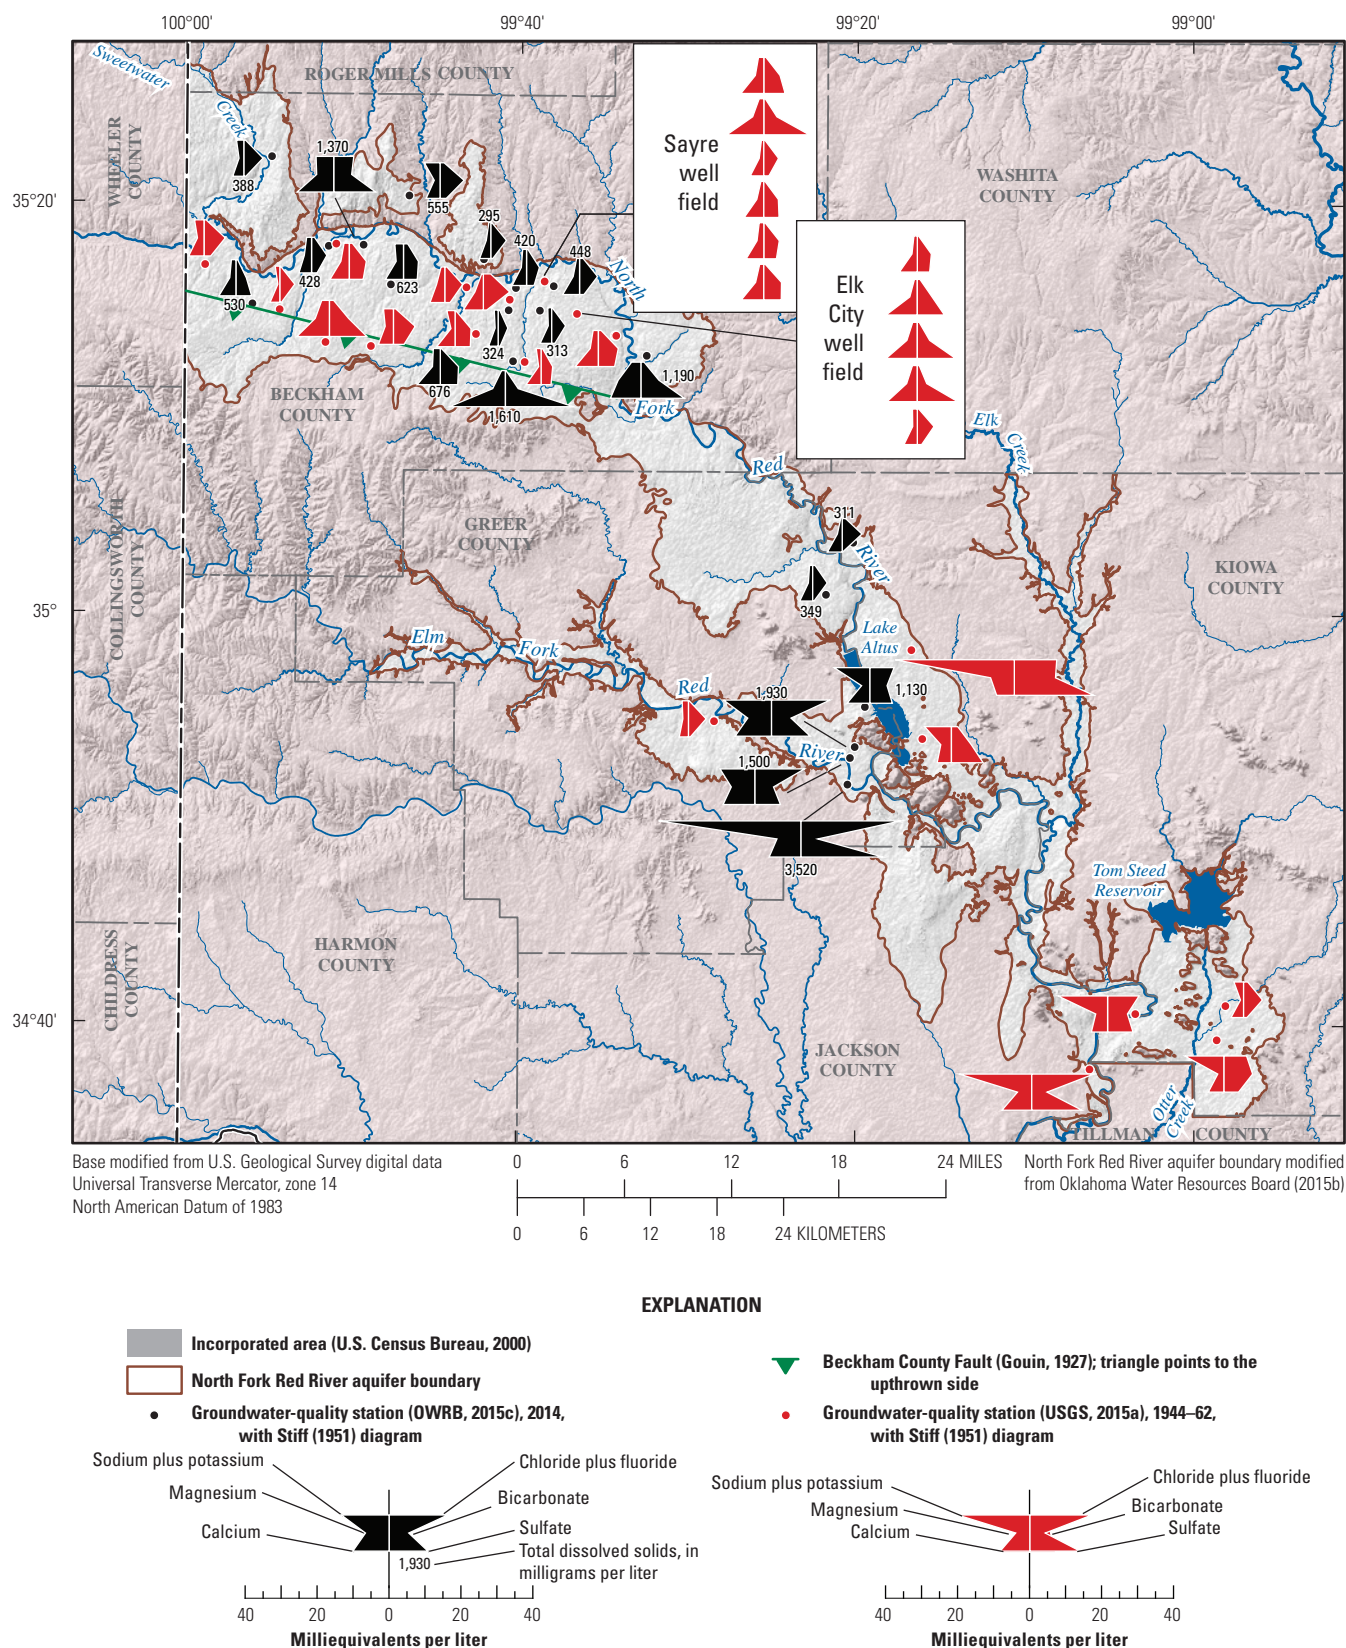 100°00'
99°40'
99°20'
99°00'
35°20'
35°
34°40'
Sweetwater
Creek
ROGER MILLS COUNTY
WHEELER
COUNTY
WASHITA
COUNTY
BECKHAM
COUNTY
GREER
COUNTY
COLLINGSWORTH
COUNTY
KIOWA
COUNTY
HARMON
COUNTY
CHILDRESS
COUNTY
JACKSON
COUNTY
TILLMAN COUNTY
Sayre
well
field
Elk
City
well
field
388
1,370
555
295
420
448
428
623
530
324
313
676
1,610
1,190
311
349
1,930
1,130
1,500
3,520
North
Fork
Red
River
Elk
Creek
Lake
Altus
Elm
Fork
Red
River
Tom Steed
Reservoir
Otter
Creek
Base modified from U.S. Geological Survey digital data
Universal Transverse Mercator, zone 14
North American Datum of 1983
0 6 12 18 24 MILES
0 6 12 18 24 KILOMETERS
North Fork Red River aquifer boundary modified
from Oklahoma Water Resources Board (2015b)
EXPLANATION
Incorporated area (U.S. Census Bureau, 2000)
North Fork Red River aquifer boundary
Groundwater-quality station (OWRB, 2015c), 2014,
with Stiff (1951) diagram
Sodium plus potassium
Magnesium
Calcium
Chloride plus fluoride
Bicarbonate
Sulfate
Total dissolved solids, in
milligrams per liter
1,930
40 20 0 20 40
Milliequivalents per liter
Beckham County Fault (Gouin, 1927); triangle points to the
upthrown side
Groundwater-quality station (USGS, 2015a), 1944–62,
with Stiff (1951) diagram
Sodium plus potassium
Magnesium
Calcium
Chloride plus fluoride
Bicarbonate
Sulfate
40 20 0 20 40
Milliequivalents per liter